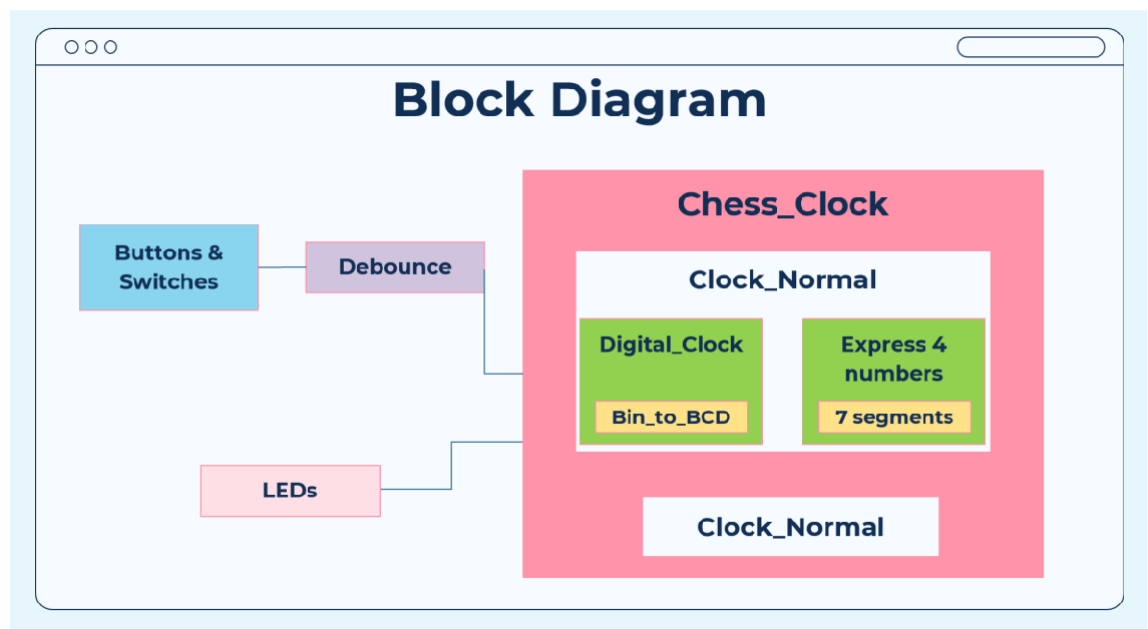 Block Diagram
Chess_Clock
Buttons &
Switches
Debounce
Clock_Normal
Digital_Clock
Express 4
numbers
Bin_to_BCD
7 segments
LEDs
Clock_Normal